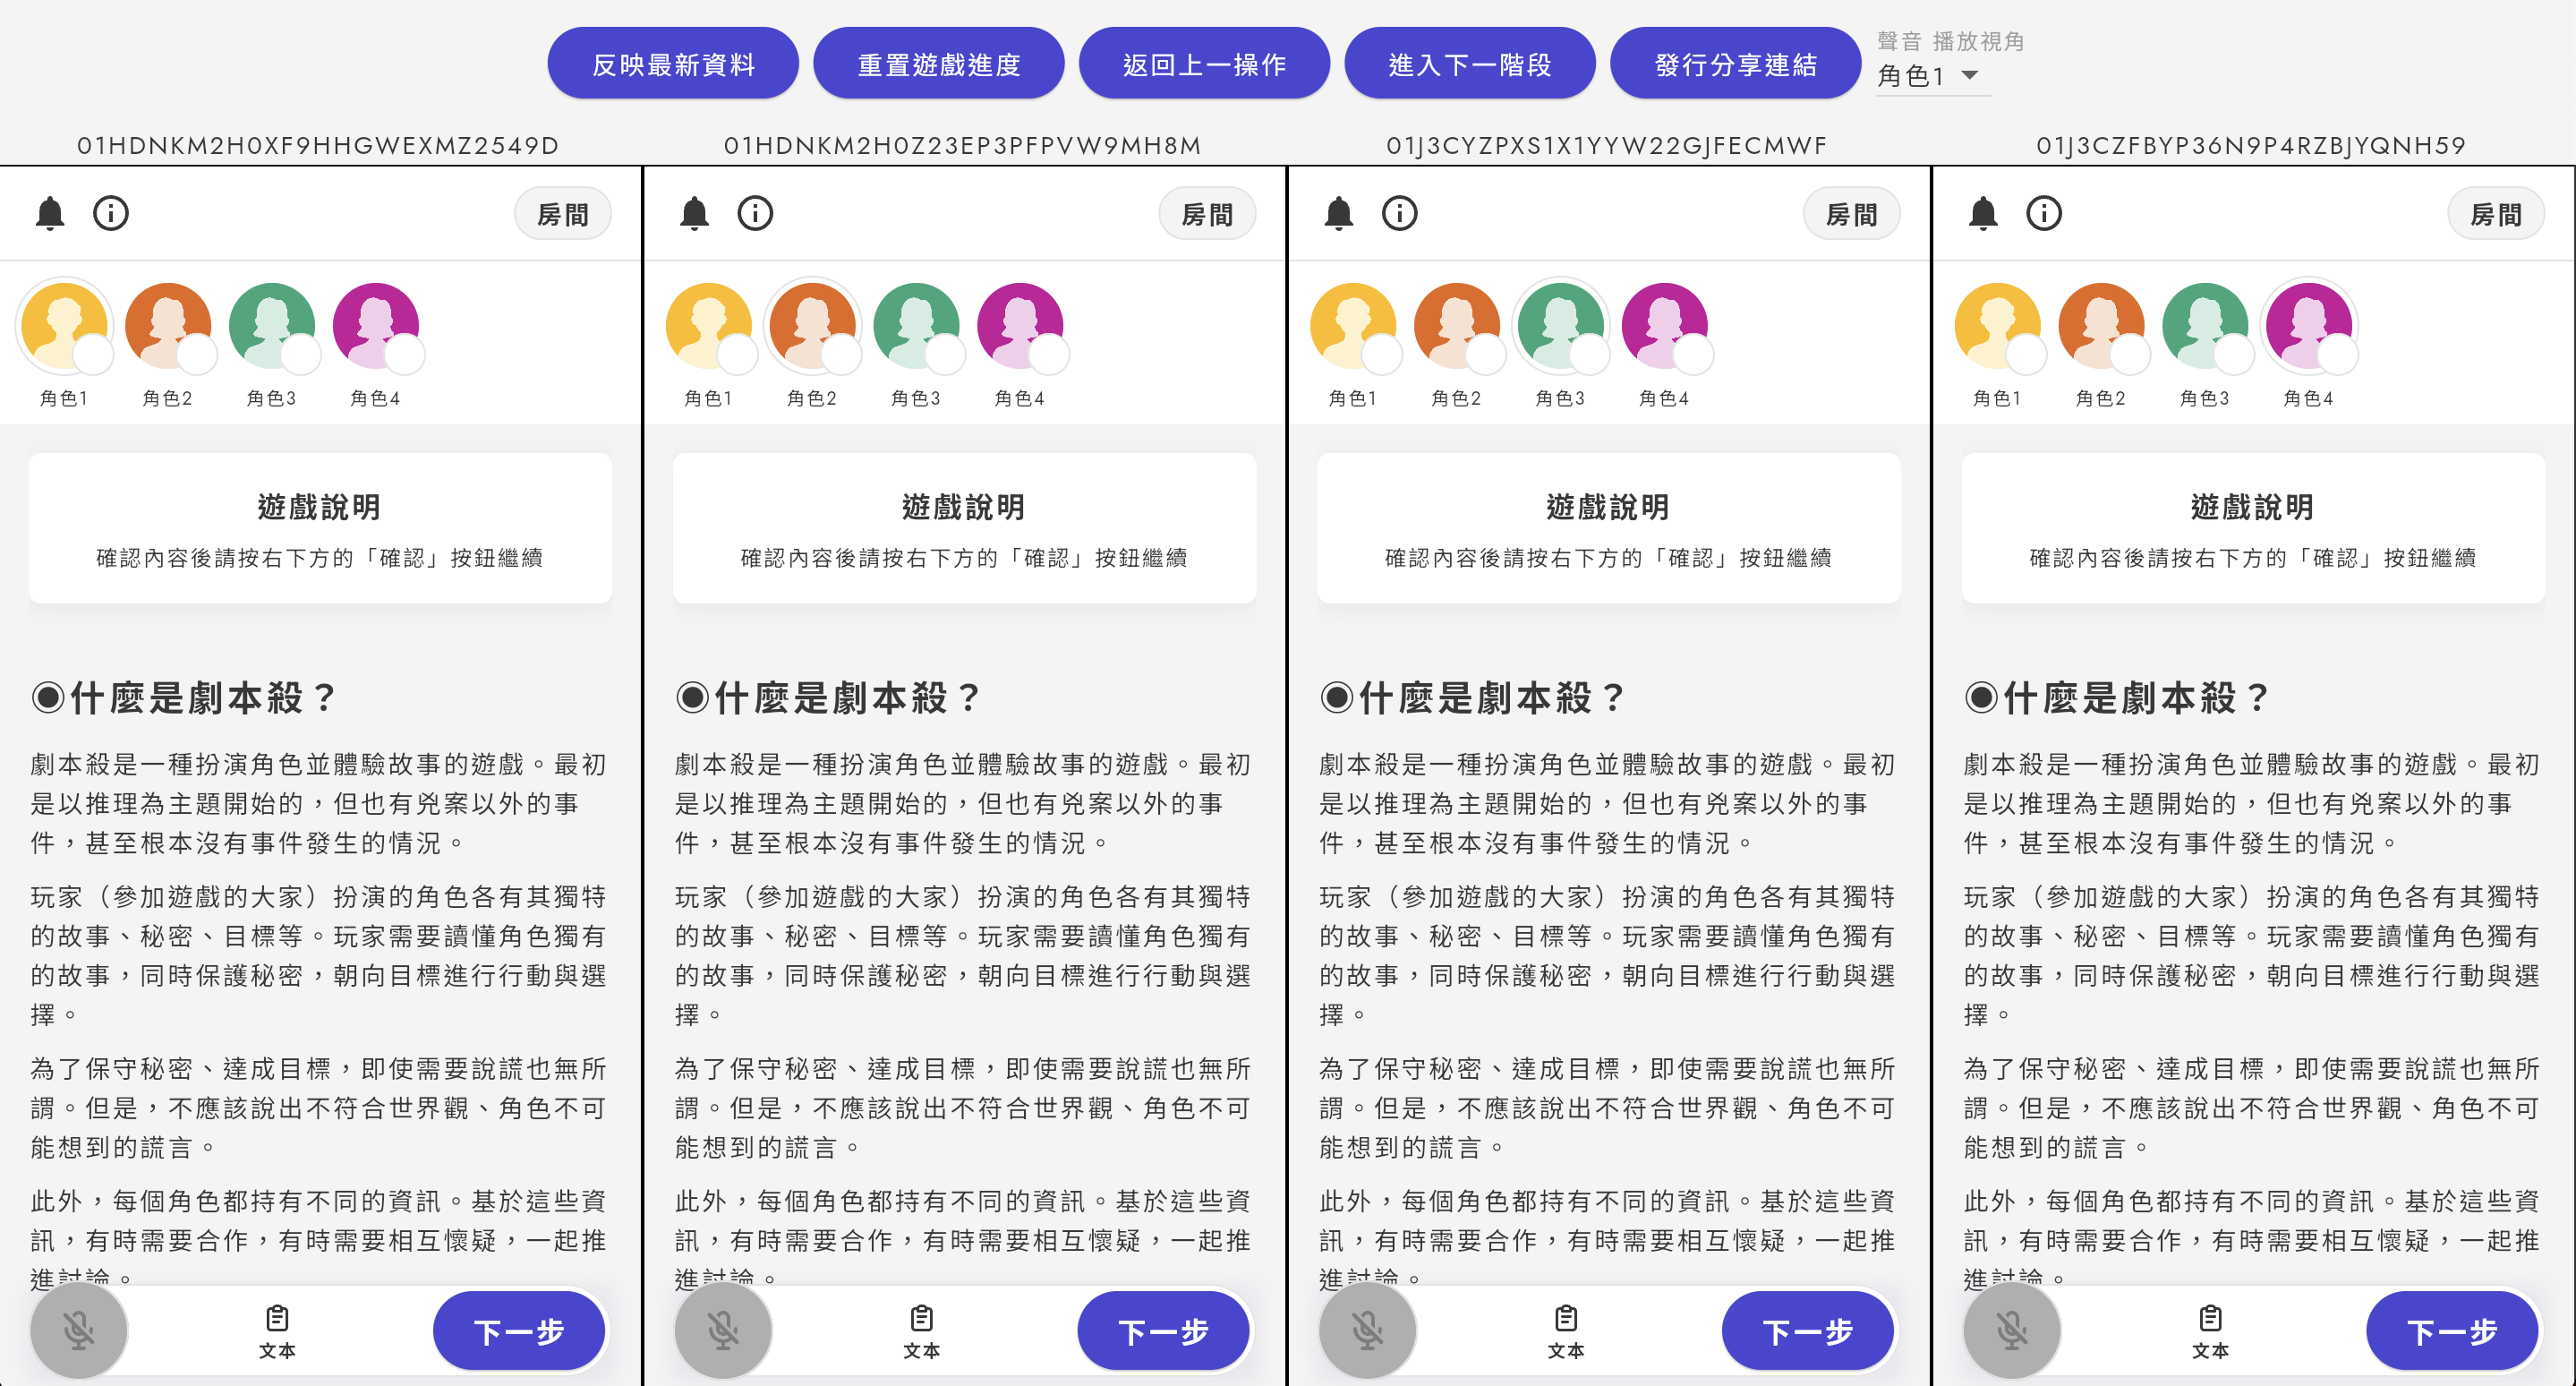 反映最新資料
重置遊戲進度
返回上一操作
進入下一階段
發行分享連結
聲音 播放視角
角色1
01HDNKM2H0XF9HHGWEXMZ2549D
房間
角色1 角色2 角色3 角色4
遊戲說明
確認內容後請按右下方的「確認」按鈕繼續
◉什麼是劇本殺？
劇本殺是一種扮演角色並體驗故事的遊戲。最初
是以推理為主題開始的，但也有兇案以外的事
件，甚至根本沒有事件發生的情況。
玩家（參加遊戲的大家）扮演的角色各有其獨特
的故事、秘密、目標等。玩家需要讀懂角色獨有
的故事，同時保護秘密，朝向目標進行行動與選
擇。
為了保守秘密、達成目標，即使需要說謊也無所
謂。但是，不應該說出不符合世界觀、角色不可
能想到的謊言。
此外，每個角色都持有不同的資訊。基於這些資
訊，有時需要合作，有時需要相互懷疑，一起推
進討論。
文本
下一步
01HDNKM2H0Z23EP3PFPVW9MH8M
房間
角色1 角色2 角色3 角色4
遊戲說明
確認內容後請按右下方的「確認」按鈕繼續
◉什麼是劇本殺？
劇本殺是一種扮演角色並體驗故事的遊戲。最初
是以推理為主題開始的，但也有兇案以外的事
件，甚至根本沒有事件發生的情況。
玩家（參加遊戲的大家）扮演的角色各有其獨特
的故事、秘密、目標等。玩家需要讀懂角色獨有
的故事，同時保護秘密，朝向目標進行行動與選
擇。
為了保守秘密、達成目標，即使需要說謊也無所
謂。但是，不應該說出不符合世界觀、角色不可
能想到的謊言。
此外，每個角色都持有不同的資訊。基於這些資
訊，有時需要合作，有時需要相互懷疑，一起推
進討論。
文本
下一步
01J3CYZPXS1X1YYW22GJFECMWF
房間
角色1 角色2 角色3 角色4
遊戲說明
確認內容後請按右下方的「確認」按鈕繼續
◉什麼是劇本殺？
劇本殺是一種扮演角色並體驗故事的遊戲。最初
是以推理為主題開始的，但也有兇案以外的事
件，甚至根本沒有事件發生的情況。
玩家（參加遊戲的大家）扮演的角色各有其獨特
的故事、秘密、目標等。玩家需要讀懂角色獨有
的故事，同時保護秘密，朝向目標進行行動與選
擇。
為了保守秘密、達成目標，即使需要說謊也無所
謂。但是，不應該說出不符合世界觀、角色不可
能想到的謊言。
此外，每個角色都持有不同的資訊。基於這些資
訊，有時需要合作，有時需要相互懷疑，一起推
進討論。
文本
下一步
01J3CZFBYP36N9P4RZBJYQNH59
房間
角色1 角色2 角色3 角色4
遊戲說明
確認內容後請按右下方的「確認」按鈕繼續
◉什麼是劇本殺？
劇本殺是一種扮演角色並體驗故事的遊戲。最初
是以推理為主題開始的，但也有兇案以外的事
件，甚至根本沒有事件發生的情況。
玩家（參加遊戲的大家）扮演的角色各有其獨特
的故事、秘密、目標等。玩家需要讀懂角色獨有
的故事，同時保護秘密，朝向目標進行行動與選
擇。
為了保守秘密、達成目標，即使需要說謊也無所
謂。但是，不應該說出不符合世界觀、角色不可
能想到的謊言。
此外，每個角色都持有不同的資訊。基於這些資
訊，有時需要合作，有時需要相互懷疑，一起推
進討論。
文本
下一步